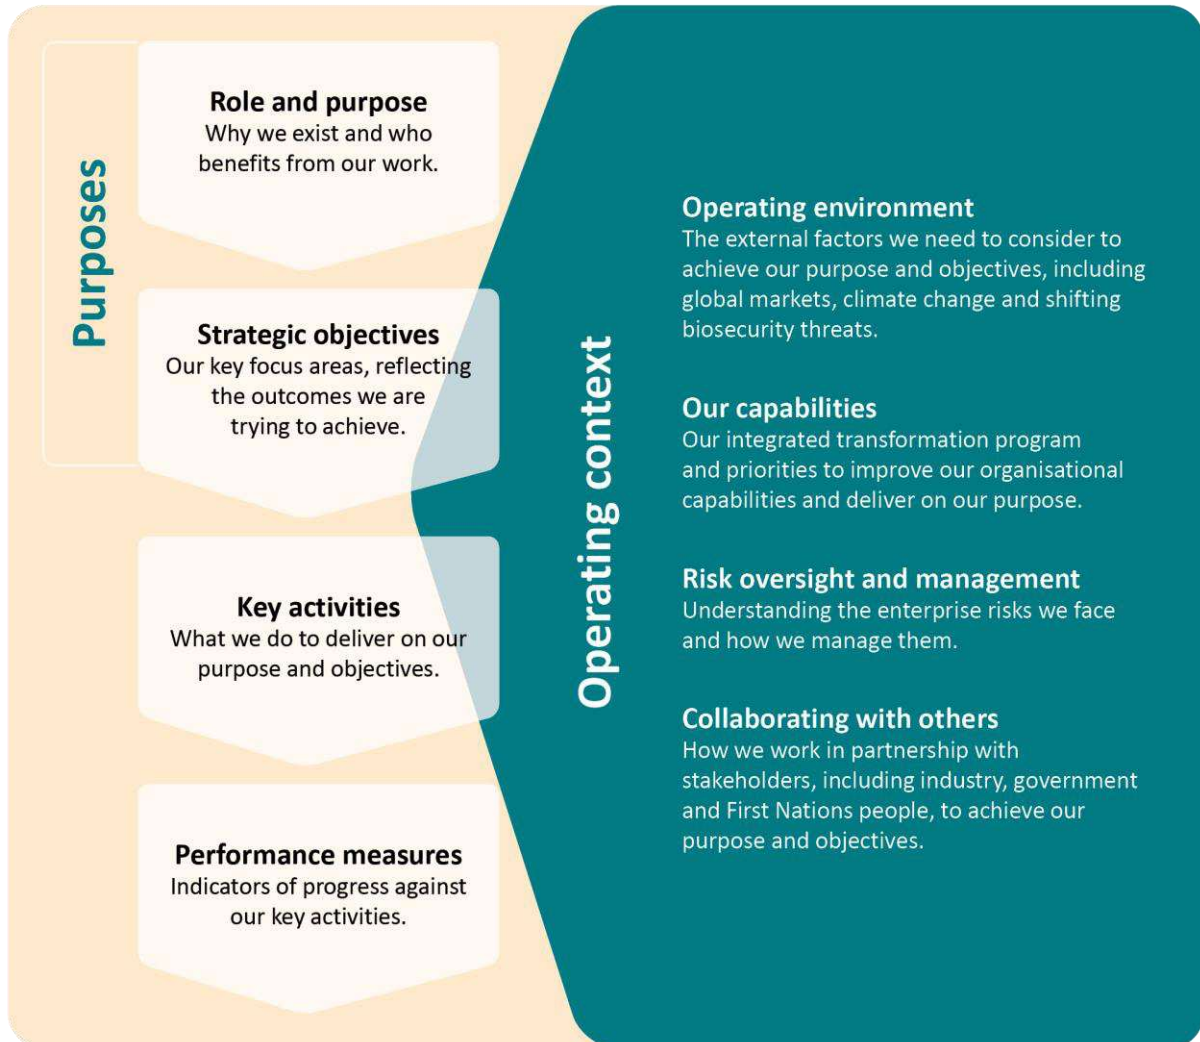 Purposes
Role and purpose
Why we exist and who
benefits from our work.
Strategic objectives
Our key focus areas, reflecting
the outcomes we are
trying to achieve.
Key activities
What we do to deliver on our
purpose and objectives.
Performance measures
Indicators of progress against
our key activities.
Operating context
Operating environment
The external factors we need to consider to
achieve our purpose and objectives, including
global markets, climate change and shifting
biosecurity threats.
Our capabilities
Our integrated transformation program
and priorities to improve our organisational
capabilities and deliver on our purpose.
Risk oversight and management
Understanding the enterprise risks we face
and how we manage them.
Collaborating with others
How we work in partnership with
stakeholders, including industry, government
and First Nations people, to achieve our
purpose and objectives.